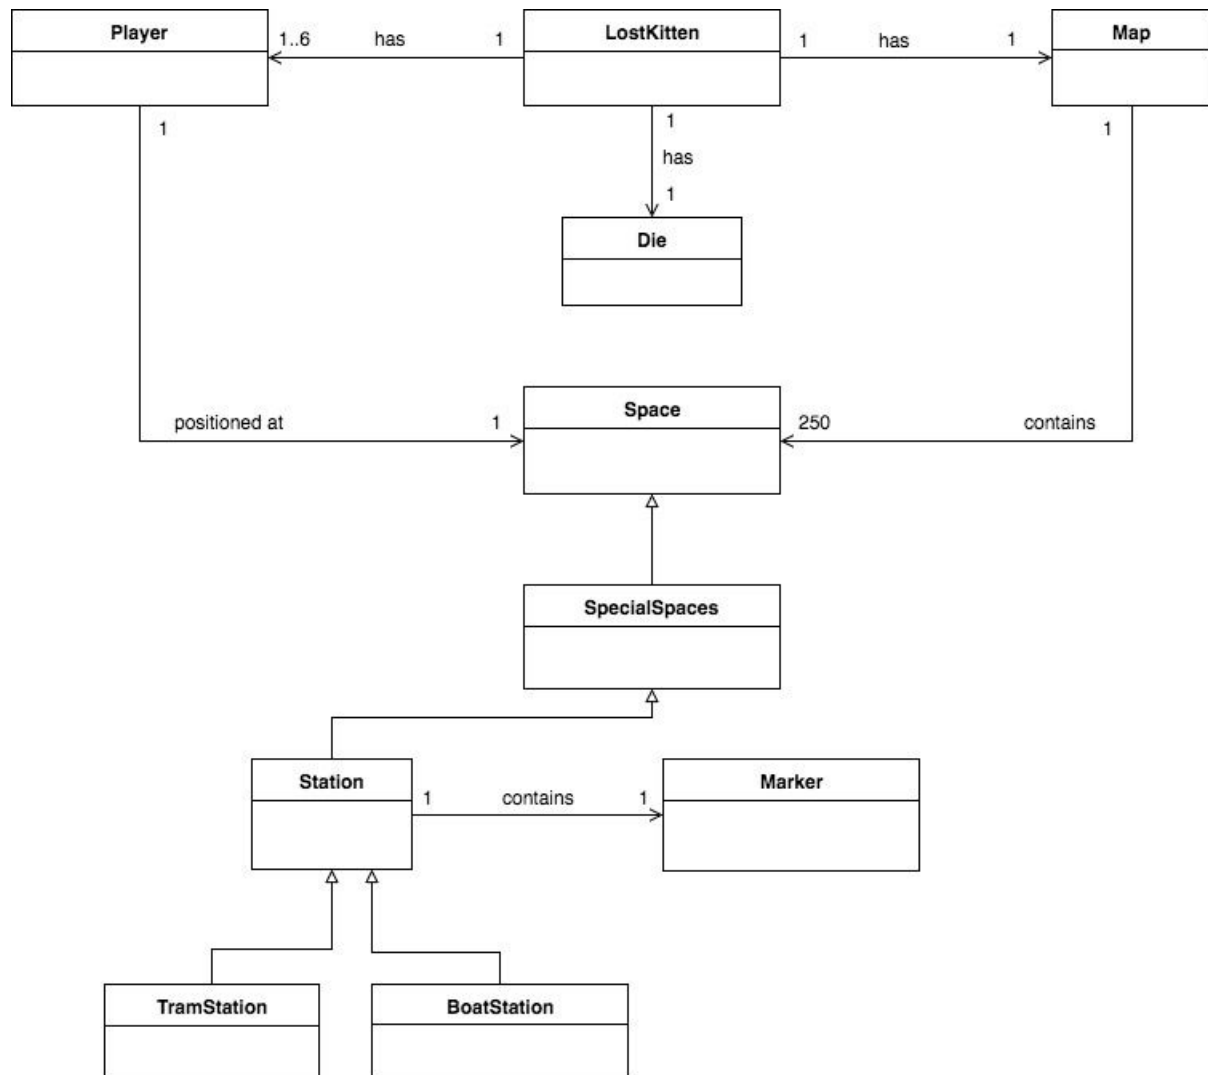 Player
LostKitten
Map
1..6 has 1
1 has 1
1
1
1
has
1
Die
Space
positioned at 1
250 contains
SpecialSpaces
Station
Marker
1 contains 1
TramStation
BoatStation